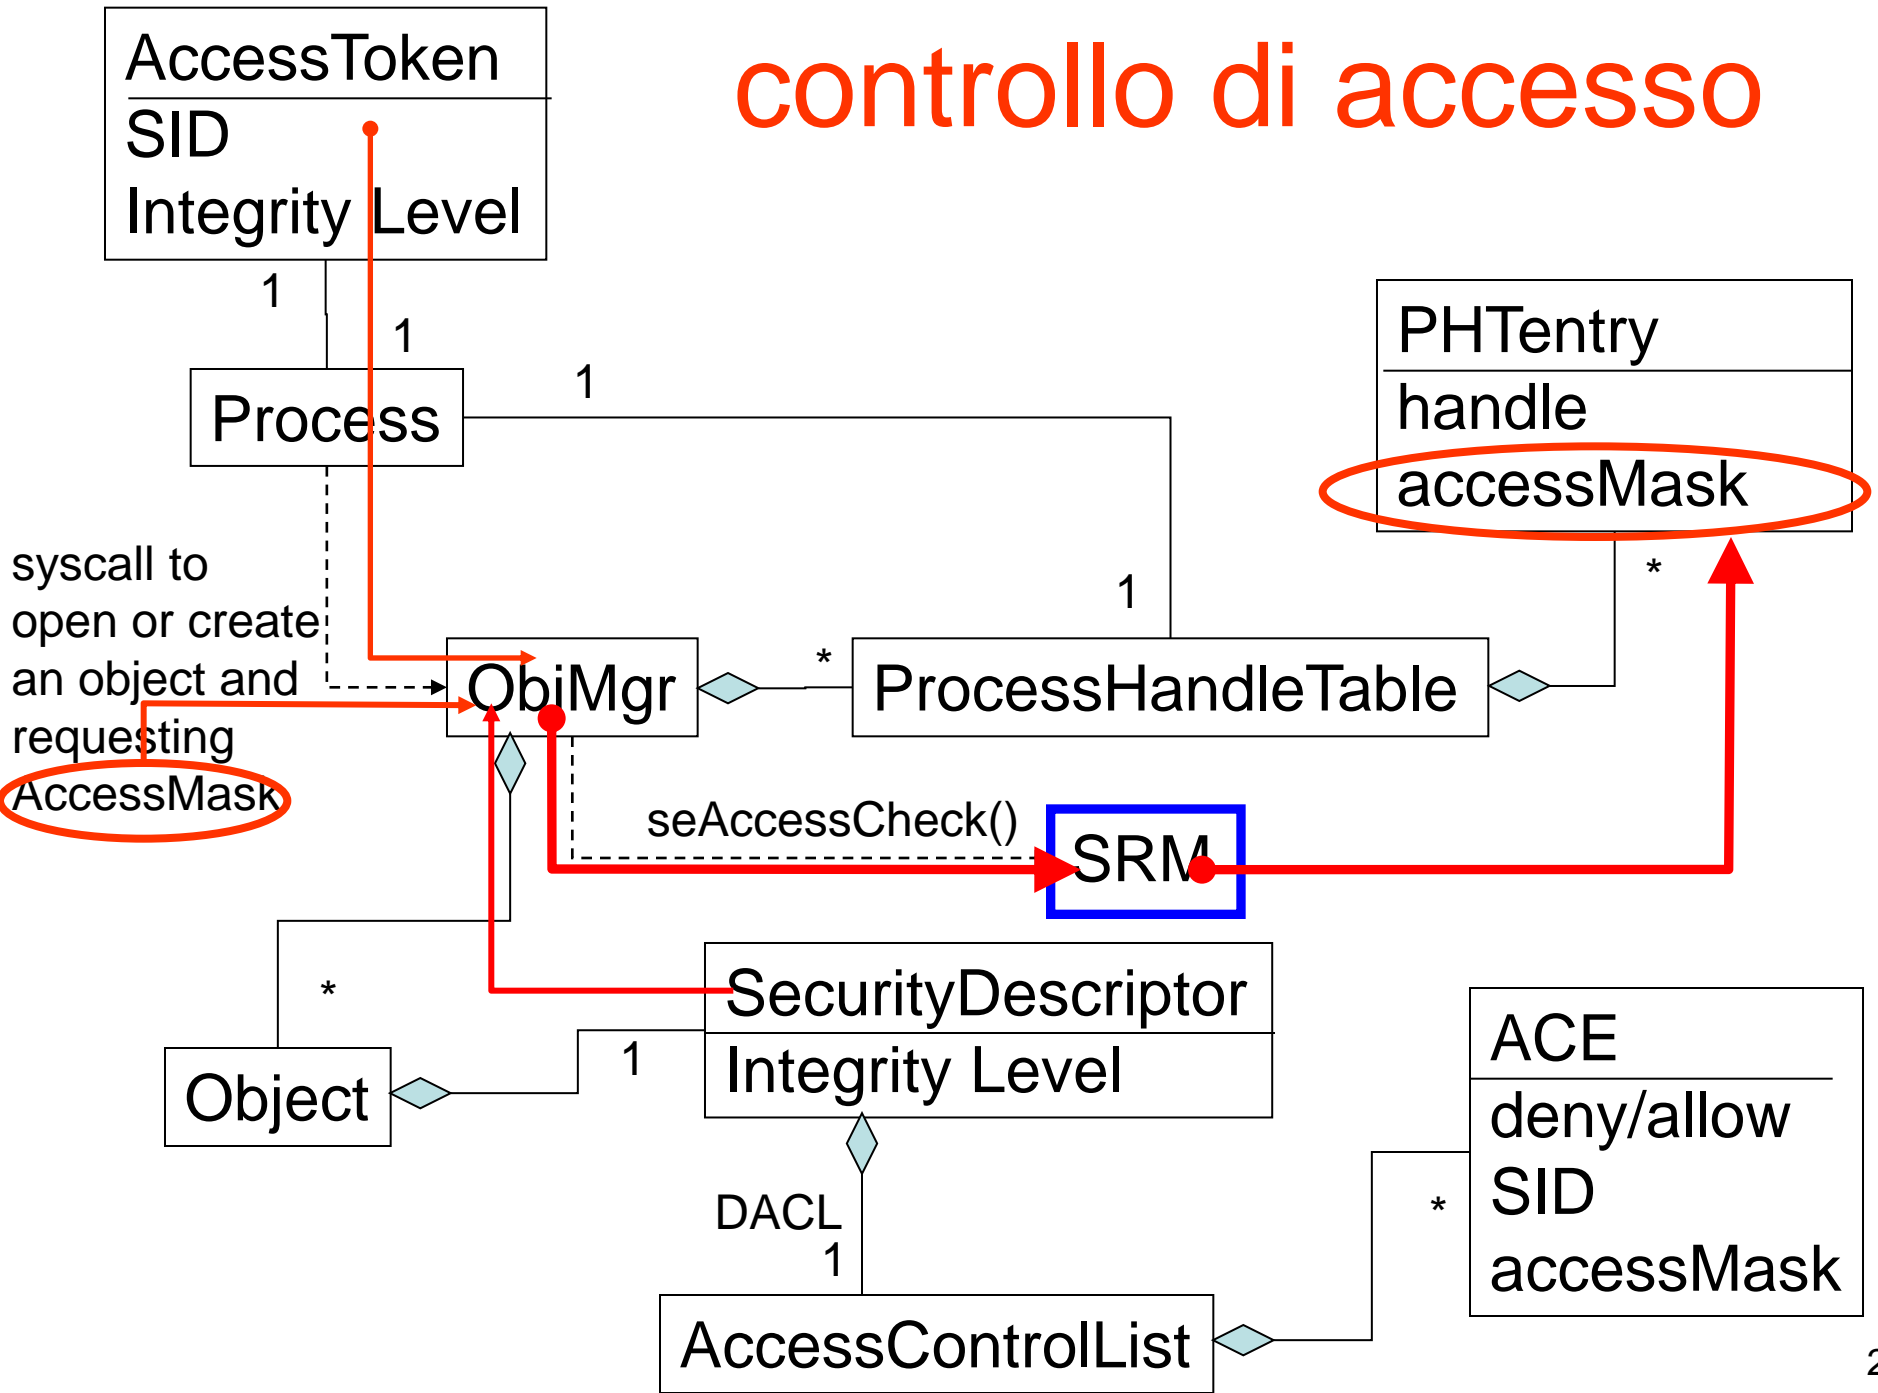 controllo di accesso
AccessToken
SID
Integrity Level
1
1
Process
1
PHTentry
handle
accessMask
*
1
syscall to
open or create
an object and
requesting
AccessMask
ObjMgr
*
ProcessHandleTable
seAccessCheck()
SRM
*
Object
1
SecurityDescriptor
Integrity Level
DACL
1
AccessControlList
*
ACE
deny/allow
SID
accessMask
2